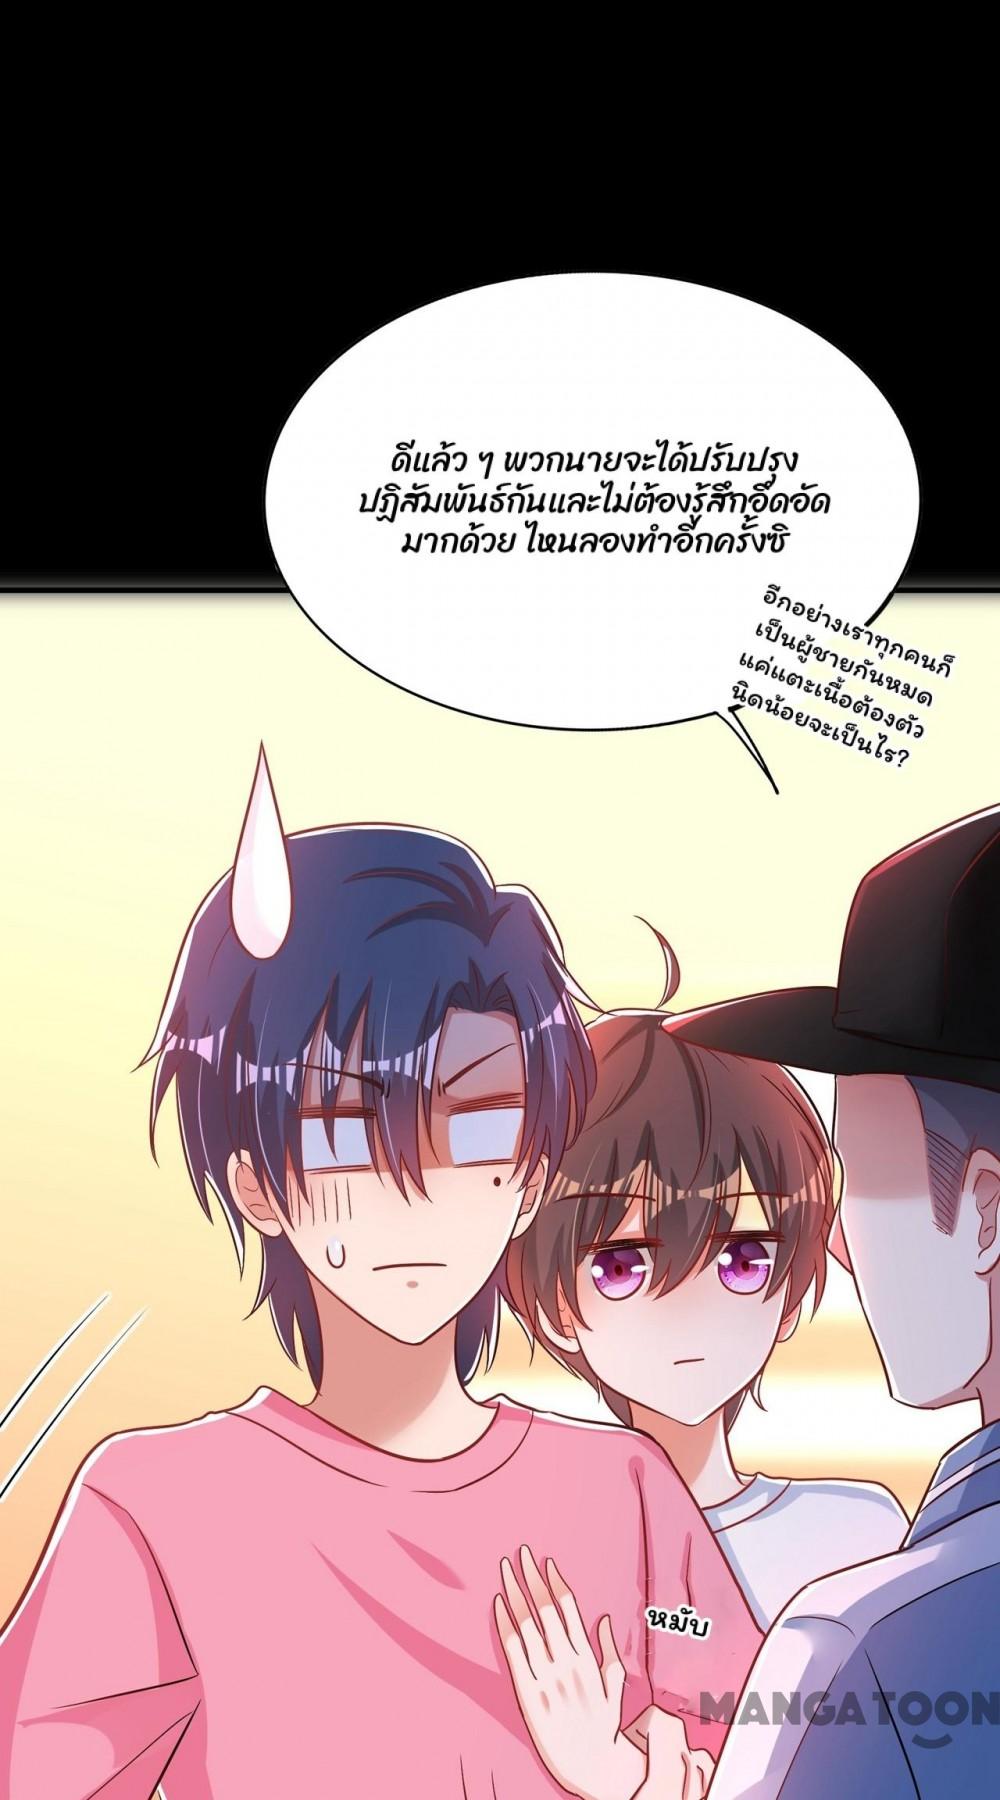 ดีแล้ว ๆ พวกนายจะได้ปรับปรุง
ปฏิสัมพันธ์กันและไม่ต้องรู้สึกอึดอัด
มากด้วย ไหนลองทำอีกครั้งซิ
อีกอย่างเราทุกคนก็
เป็นผู้ชายกันหมด
แค่แตะเนื้อต้องตัว
นิดน้อยจะเป็นไร?
หมับ
MANGATOON